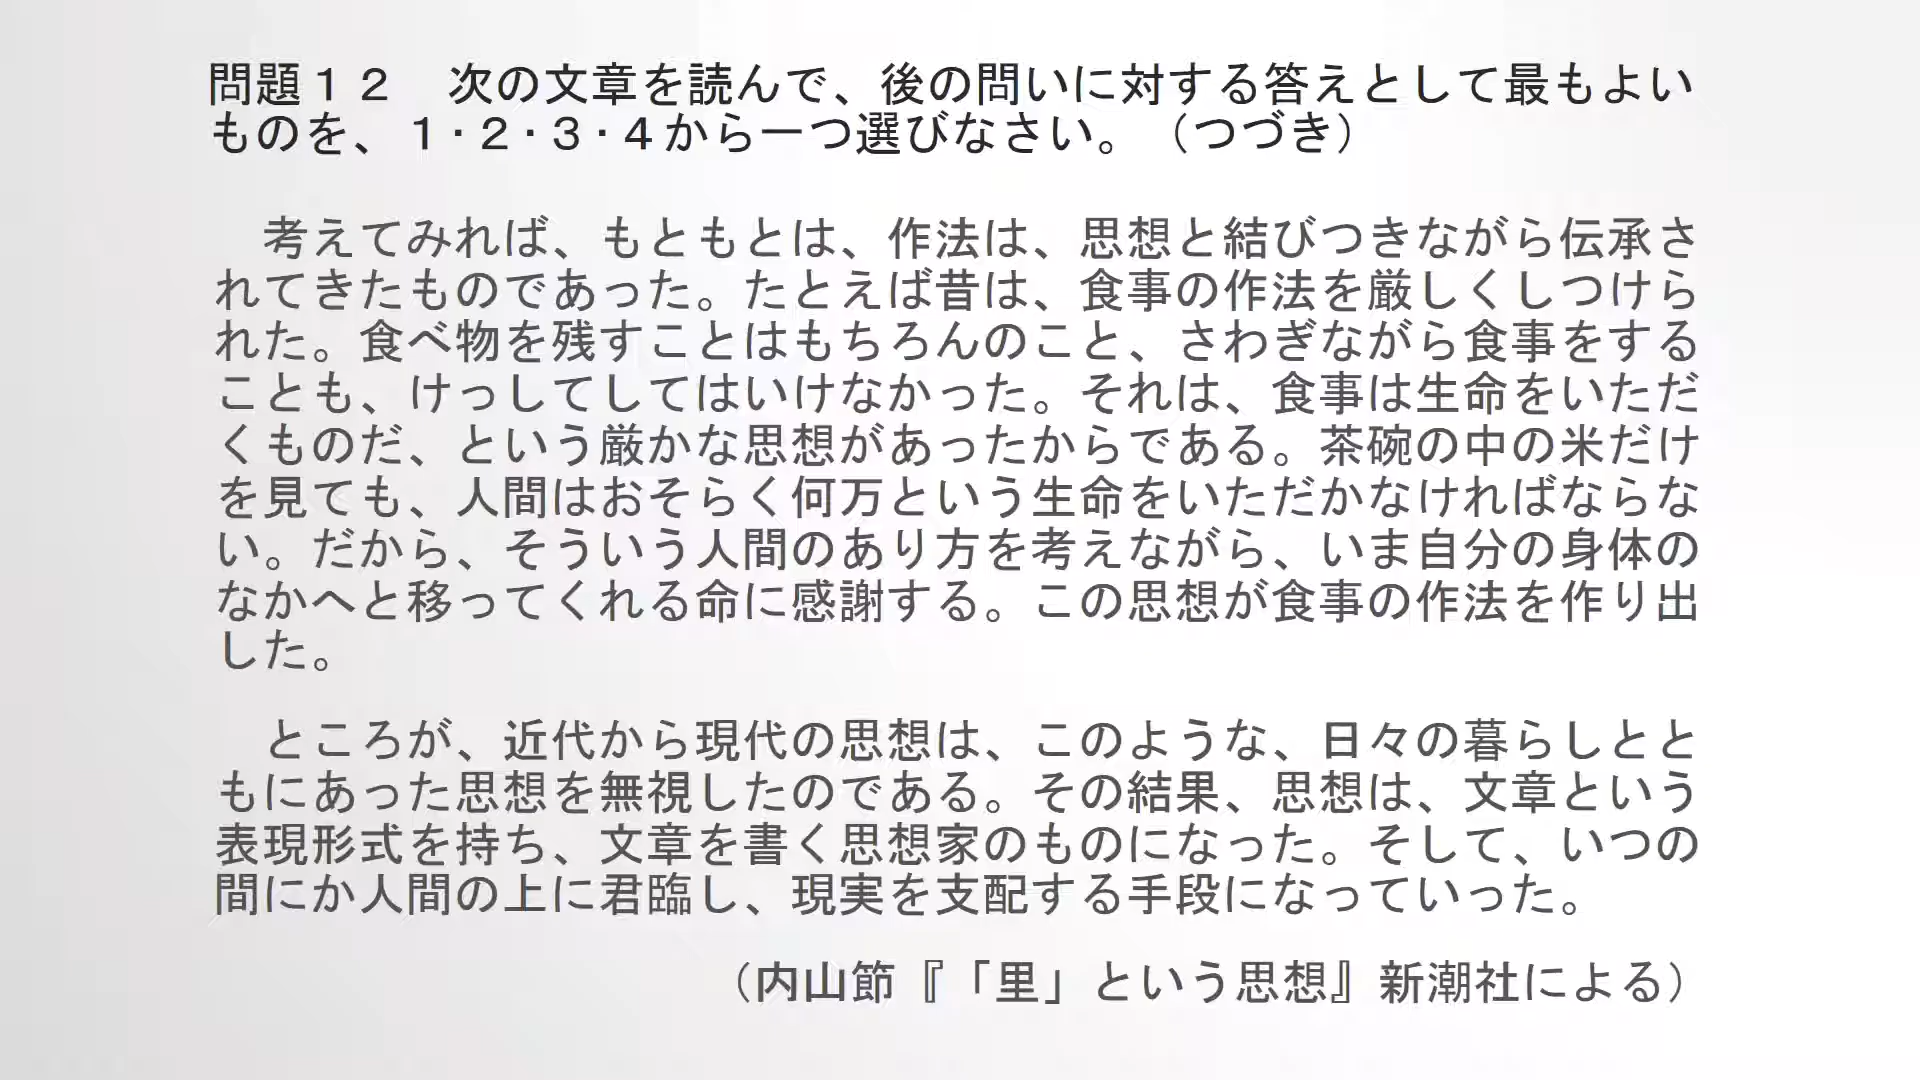 問題１２　次の文章を読んで、後の問いに対する答えとして最もよい
ものを、１・２・３・４から一つ選びなさい。（つづき）
考えてみれば、もともとは、作法は、思想と結びつきながら伝承さ
れてきたものであった。たとえば昔は、食事の作法を厳しくしつけら
れた。食べ物を残すことはもちろんのこと、さわぎながら食事をする
ことも、けっしてしてはいけなかった。それは、食事は生命をいただ
くものだ、という厳かな思想があったからである。茶碗の中の米だけ
を見ても、人間はおそらく何万という生命をいただかなければならな
い。だから、そういう人間のあり方を考えながら、いま自分の身体の
なかへと移ってくれる命に感謝する。この思想が食事の作法を作り出
した。
ところが、近代から現代の思想は、このような、日々の暮らしとと
もにあった思想を無視したのである。その結果、思想は、文章という
表現形式を持ち、文章を書く思想家のものになった。そして、いつの
間にか人間の上に君臨し、現実を支配する手段になっていった。
（内山節『「里」という思想』新潮社による）